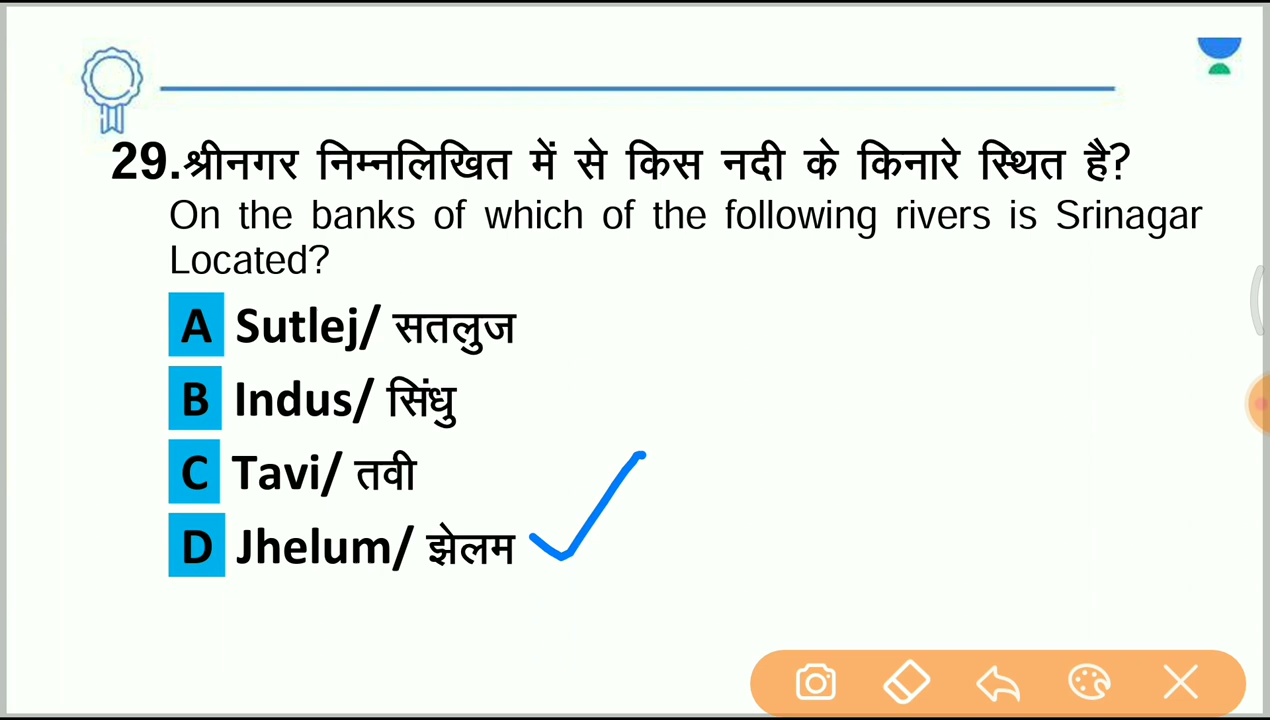 29.श्रीनगर निम्नलिखित में से किस नदी के किनारे स्थित है?
On the banks of which of the following rivers is Srinagar
Located?
A Sutlej/ सतलुज
B Indus/ सिंधु
C Tavi/ तवी
D Jhelum/ झेलम